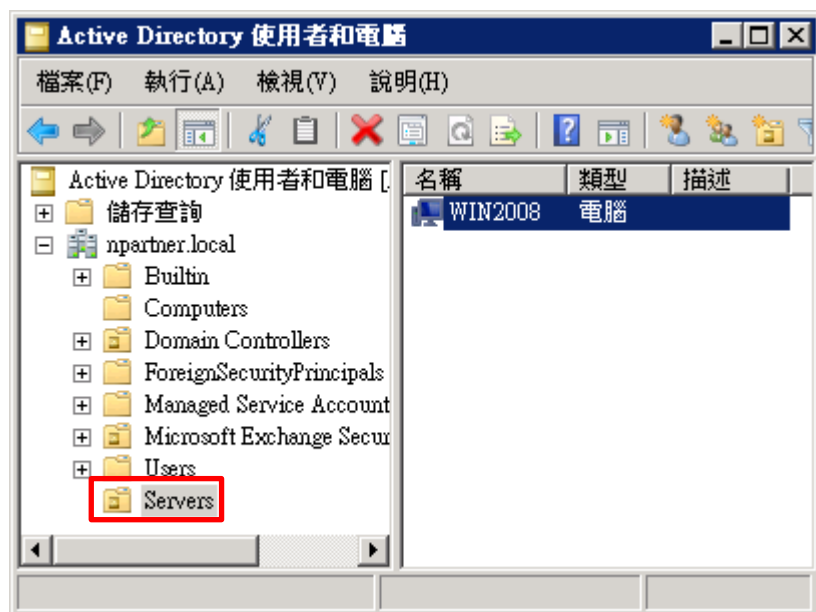 Active Directory 使用者和電腦
檔案(F) 執行(A) 檢視(V) 說明(H)
Active Directory 使用者和電腦 [.
儲存查詢
npartner.local
Builtin
Computers
Domain Controllers
ForeignSecurityPrincipals
Managed Service Account
Microsoft Exchange Secur
Users
Servers
名稱 類型 描述
WIN2008 電腦